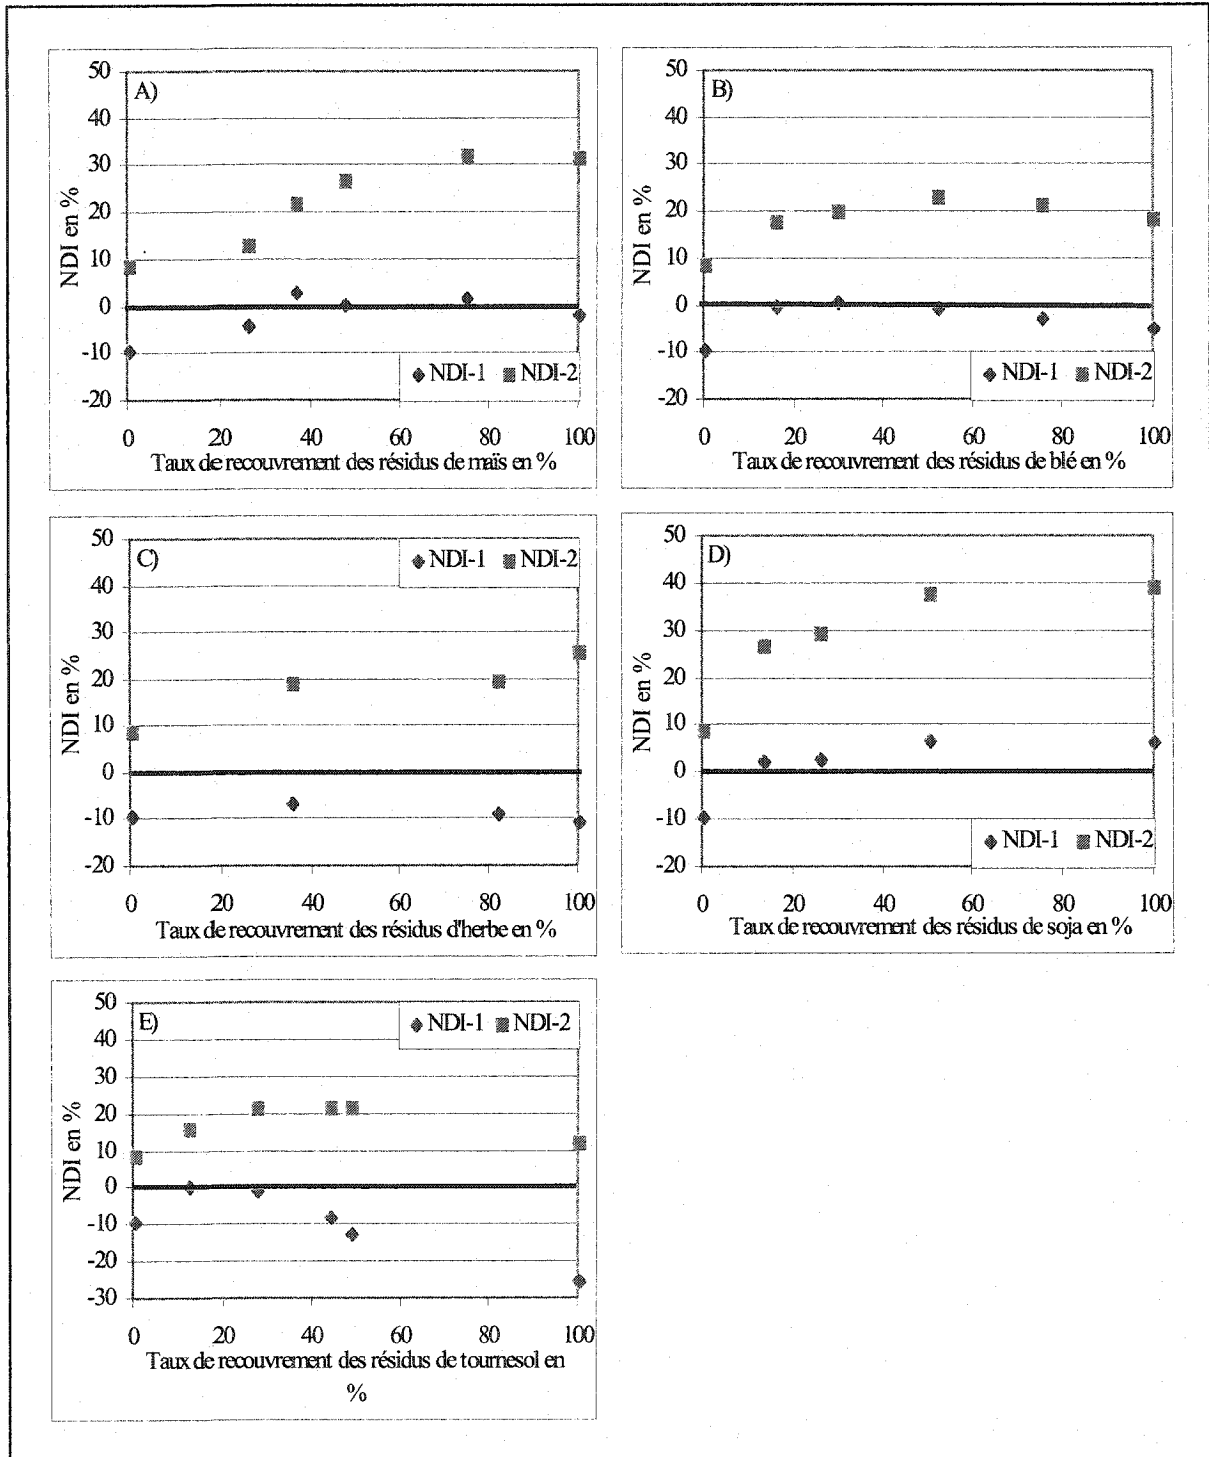 A)
50
40
30
20
10
0
-10
-20
NDI en %
NDI-1 NDI-2
0 20 40 60 80 100
Taux de recouvrement des résidus de maïs en %
B)
50
40
30
20
10
0
-10
-20
NDI en %
NDI-1 NDI-2
0 20 40 60 80 100
Taux de recouvrement des résidus de blé en %
C)
NDI-1 NDI-2
50
40
30
20
10
0
-10
-20
NDI en %
0 20 40 60 80 100
Taux de recouvrement des résidus d'herbe en %
D)
50
40
30
20
10
0
-10
-20
NDI en %
NDI-1 NDI-2
0 20 40 60 80 100
Taux de recouvrement des résidus de soja en %
E)
NDI-1 NDI-2
50
40
30
20
10
0
-10
-20
-30
NDI en %
0 20 40 60 80 100
Taux de recouvrement des résidus de tournesol en
%